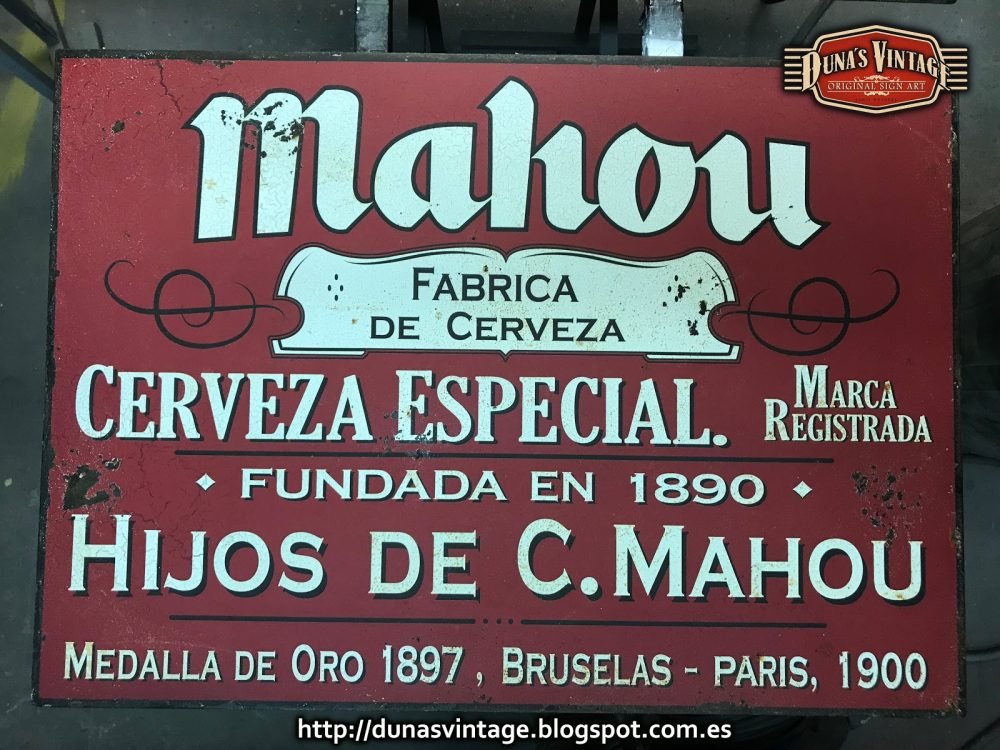 DUNA'S VINTAGE
ORIGINAL SIGN ART
Mahou
FABRICA
DE CERVEZA
CERVEZA ESPECIAL.
MARCA
REGISTRADA
FUNDADA EN 1890
HIJOS DE C. MAHOU
MEDALLA DE ORO 1897, BRUSELAS - PARIS, 1900
http://dunasvintage.blogspot.com.es